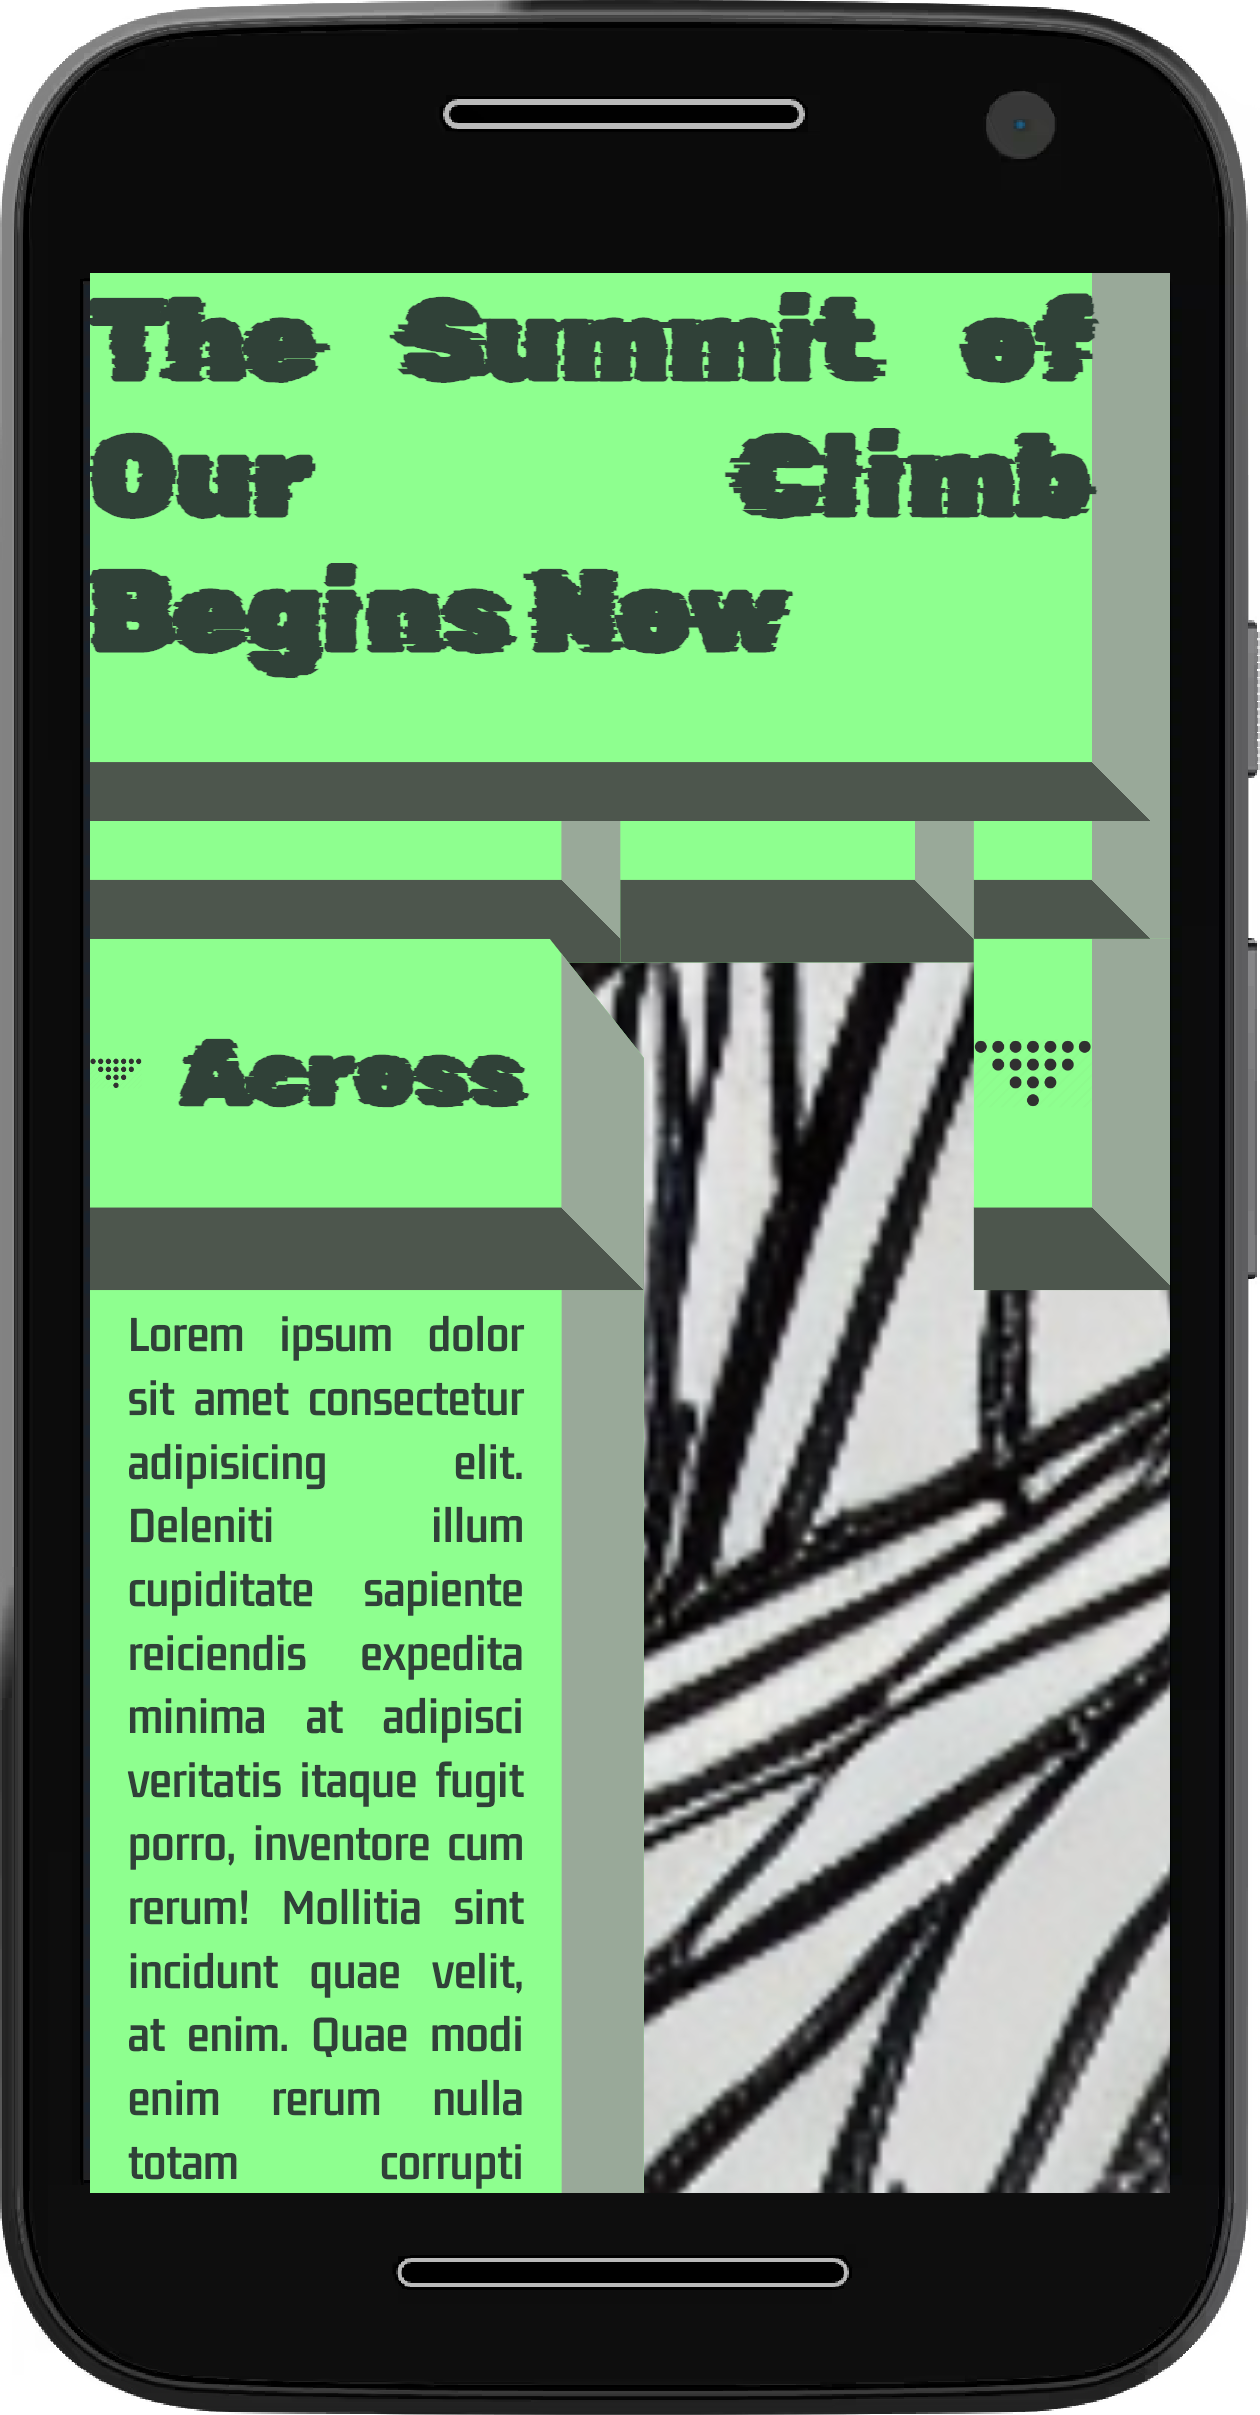 The Summit of
Our Climb
Begins Now
Across
Lorem ipsum dolor
sit amet consectetur
adipisicing elit.
Deleniti illum
cupiditate sapiente
reiciendis expedita
minima at adipisci
veritatis itaque fugit
porro, inventore cum
rerum! Mollitia sint
incidunt quae velit,
at enim. Quae modi
enim rerum nulla
totam corrupti